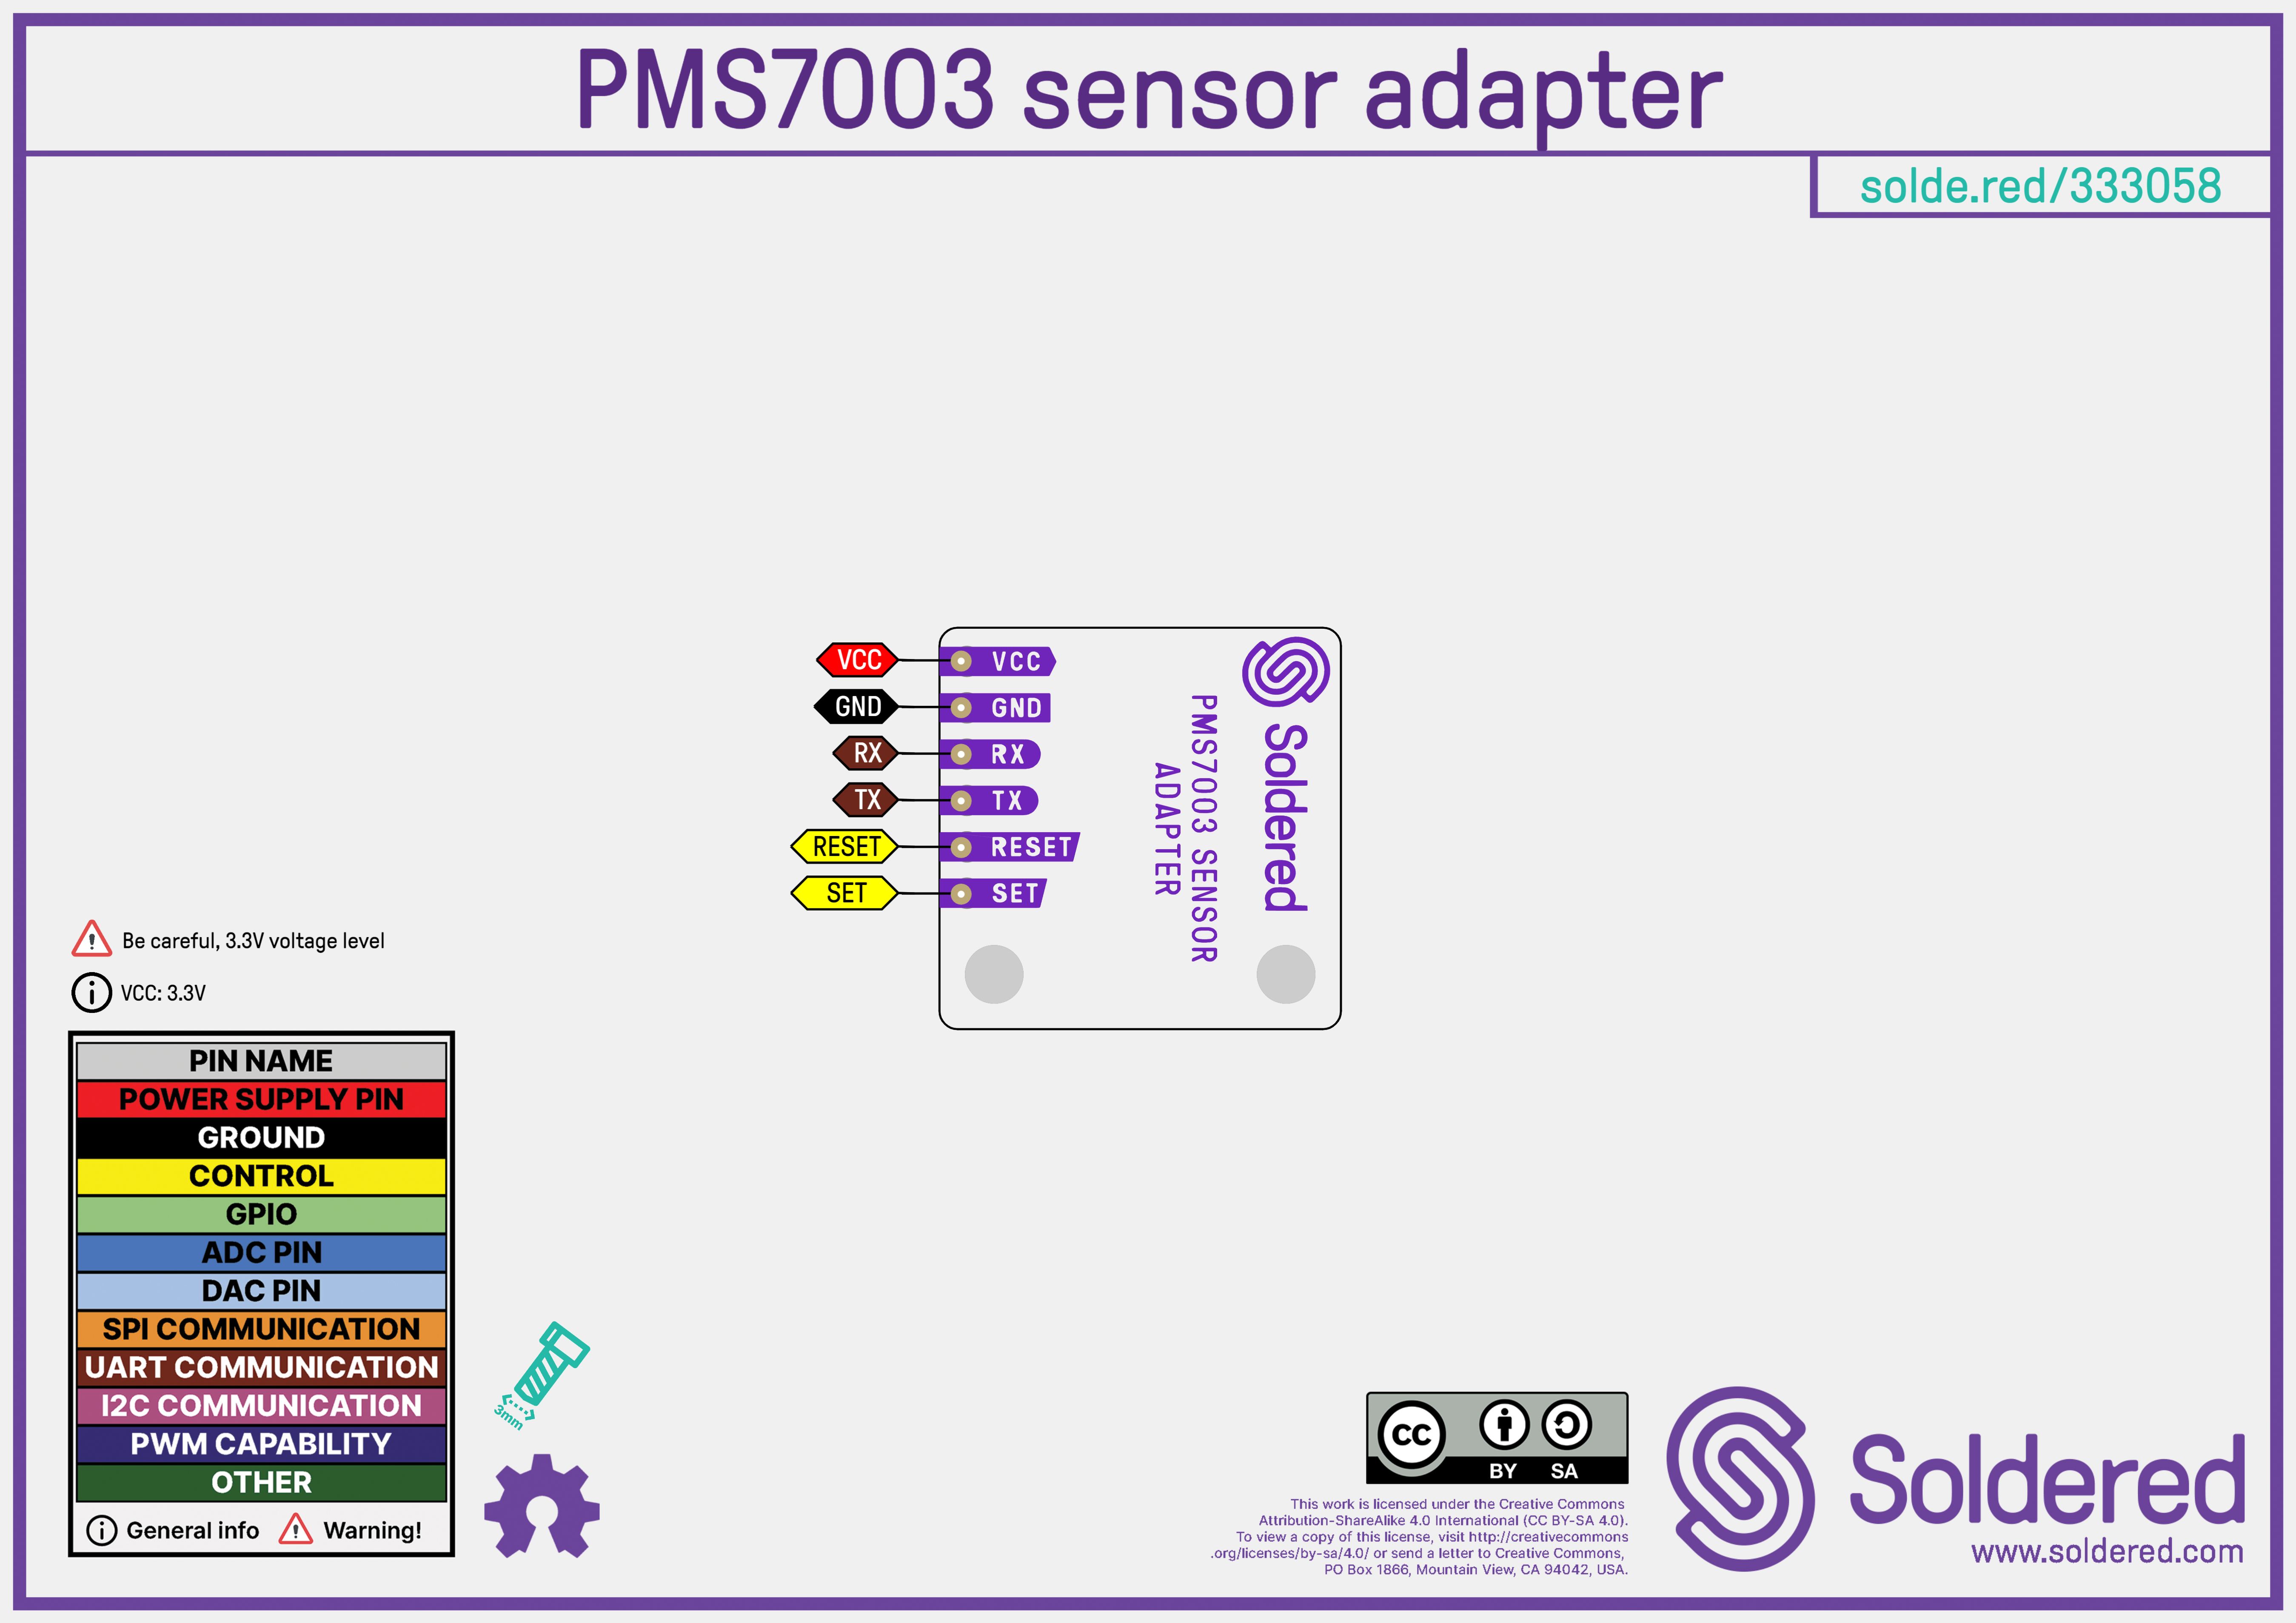 PMS7003 sensor adapter
solde.red/333058
VCC
GND
RX
TX
RESET
SET
VCC
GND
RX
TX
RESET
SET
PMS7003 SENSOR
ADAPTER
Soldered
Be careful, 3.3V voltage level
VCC: 3.3V
PIN NAME
POWER SUPPLY PIN
GROUND
CONTROL
GPIO
ADC PIN
DAC PIN
SPI COMMUNICATION
UART COMMUNICATION
I2C COMMUNICATION
PWM CAPABILITY
OTHER
General info Warning!
3mm
cc
BY SA
This work is licensed under the Creative Commons
Attribution-ShareAlike 4.0 International (CC BY-SA 4.0).
To view a copy of this license, visit http://creativecommons
.org/licenses/by-sa/4.0/ or send a letter to Creative Commons,
PO Box 1866, Mountain View, CA 94042, USA.
Soldered
www.soldered.com